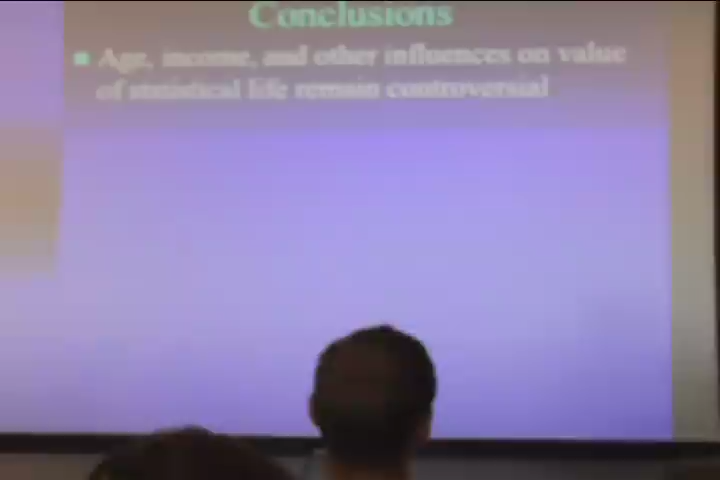 Conclusions
Age, income, and other influences on value
of statistical life remain controversial